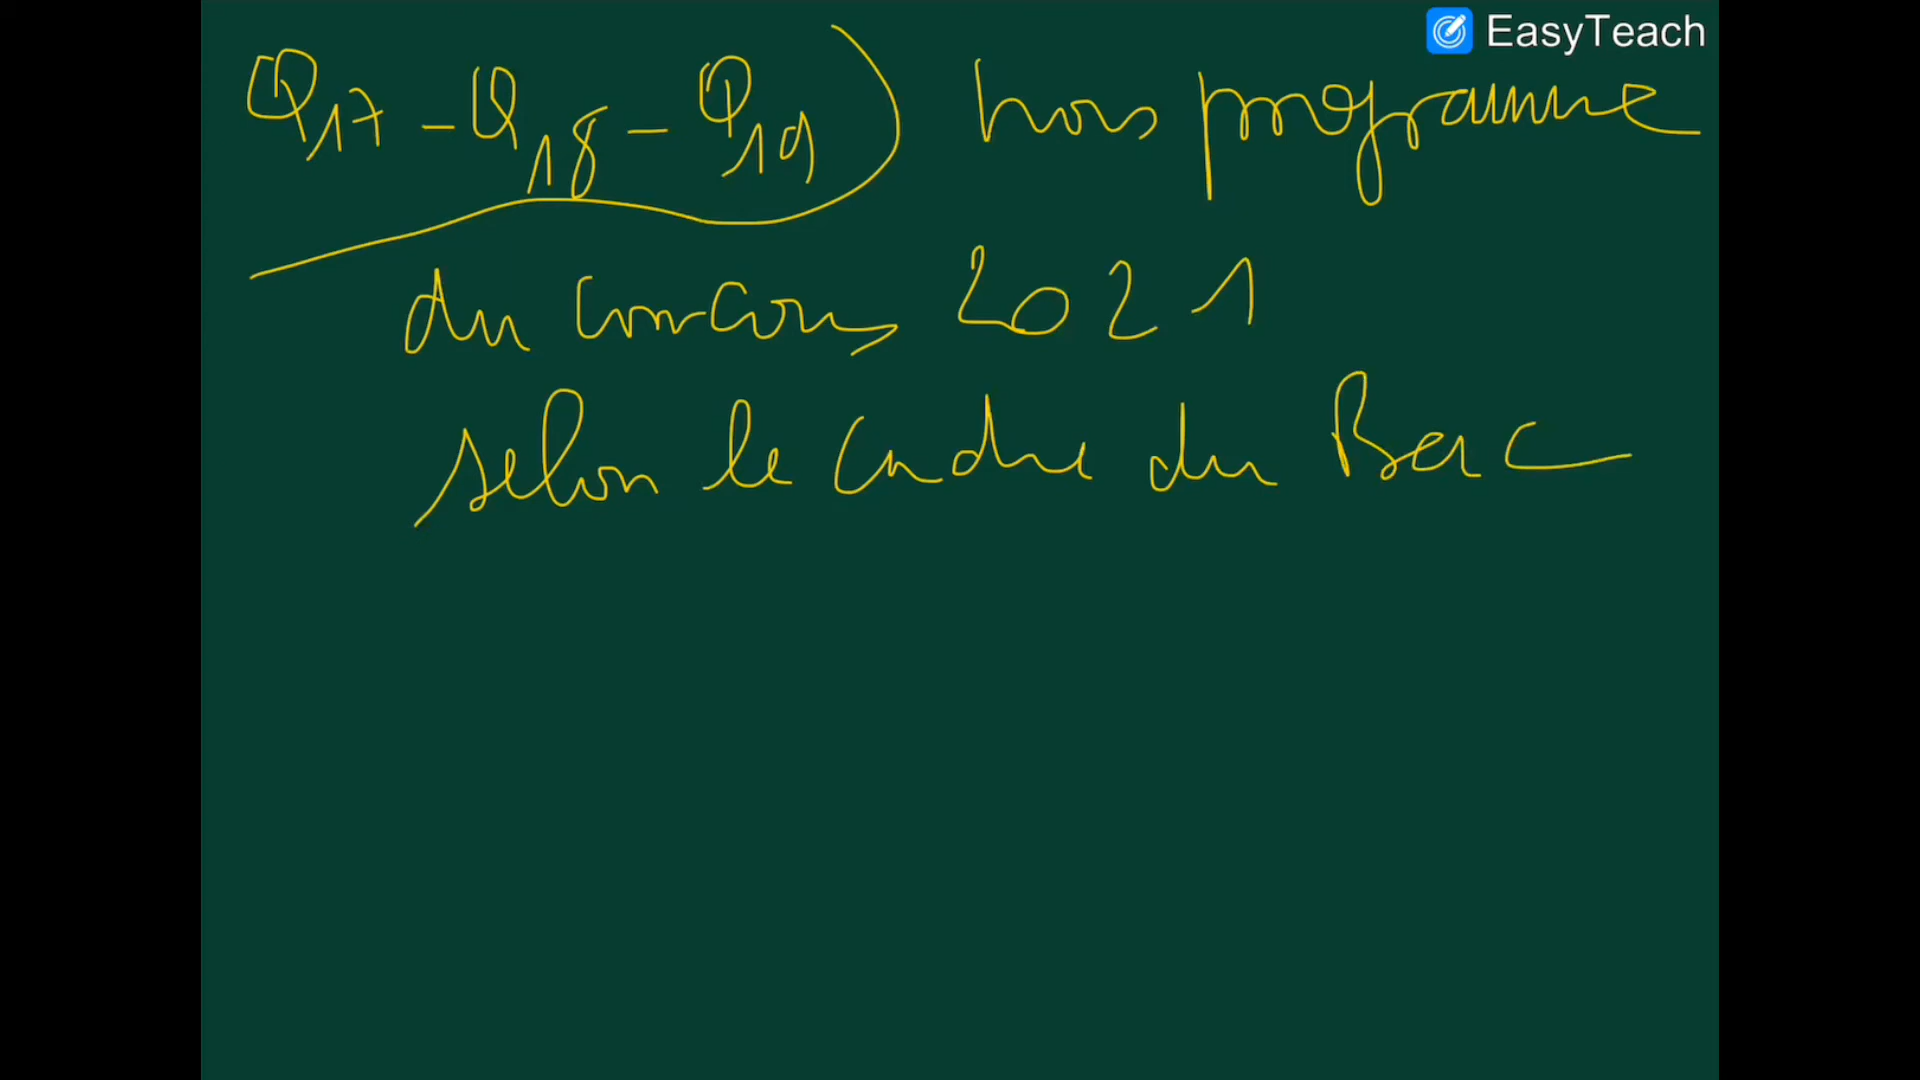 EasyTeach
Q17 - Q18 - Q19) hors programme
du concours 2021
selon le cadre du Bac